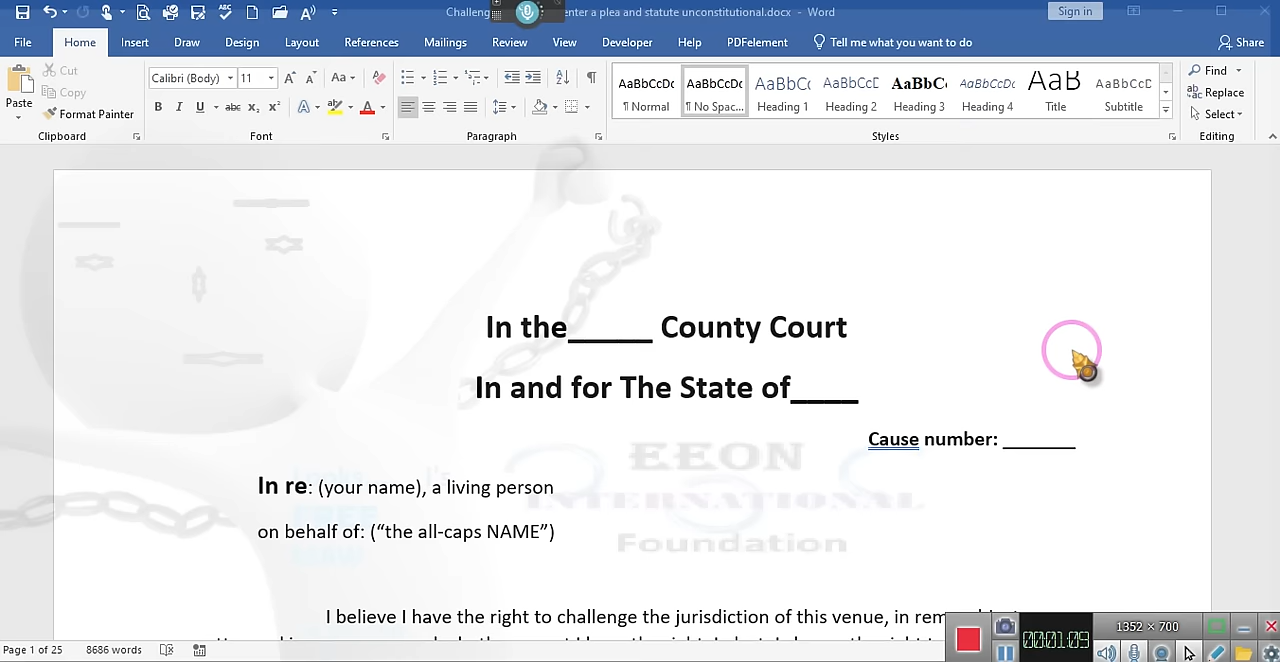 Challeng enter a plea and statute unconstitutional.docx - Word
Sign in
File Home Insert Draw Design Layout References Mailings Review View Developer Help PDFelement Tell me what you want to do Share
Paste
Cut
Copy
Format Painter
Calibri (Body) 11
AaBbCcDc AaBbCcDc AaBbCc AaBbCcD AaBbC AaBbCcDc AaB AaBbCcD
¶ Normal ¶ No Spac... Heading 1 Heading 2 Heading 3 Heading 4 Title Subtitle
Find
Replace
Select
Clipboard Font Paragraph Styles Editing
In the_____ County Court
In and for The State of____
Cause number: _______
EEON
INTERNATIONAL
Foundation
In re: (your name), a living person
on behalf of: (“the all-caps NAME”)
I believe I have the right to challenge the jurisdiction of this venue, in rem
Page 1 of 25 8686 words
00:01:09
1352 × 700